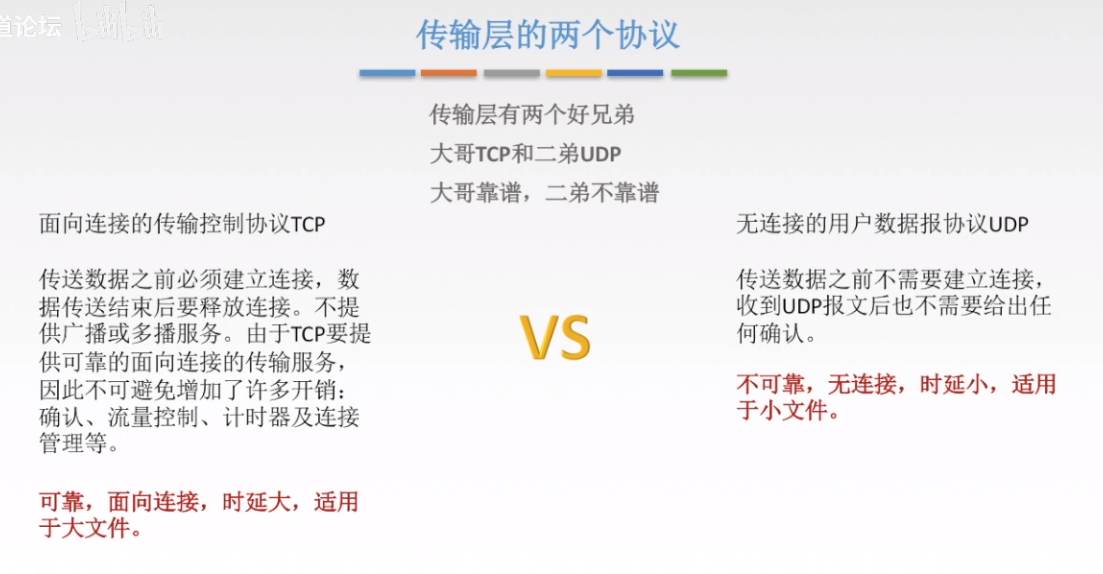 道论坛
bilibili
传输层的两个协议
传输层有两个好兄弟
大哥TCP和二弟UDP
大哥靠谱，二弟不靠谱
面向连接的传输控制协议TCP
传送数据之前必须建立连接，数
据传送结束后要释放连接。不提
供广播或多播服务。由于TCP要提
供可靠的面向连接的传输服务，
因此不可避免增加了许多开销：
确认、流量控制、计时器及连接
管理等。
可靠，面向连接，时延大，适用
于大文件。
VS
无连接的用户数据报协议UDP
传送数据之前不需要建立连接，
收到UDP报文后也不需要给出任
何确认。
不可靠，无连接，时延小，适用
于小文件。